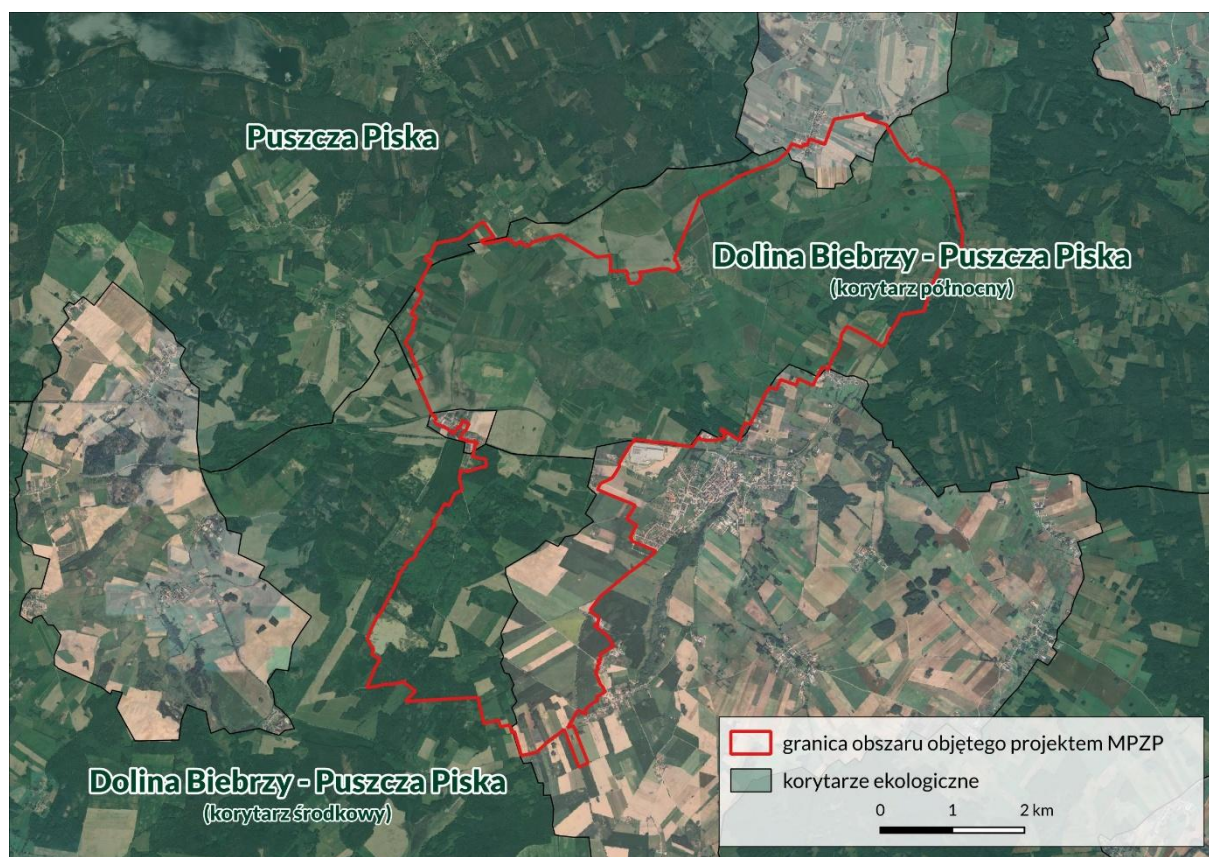 Puszcza Piska
Dolina Biebrzy - Puszcza Piska
(korytarz północny)
Dolina Biebrzy - Puszcza Piska
(korytarz środkowy)
granica obszaru objętego projektem MPZP
korytarze ekologiczne
0 1 2 km